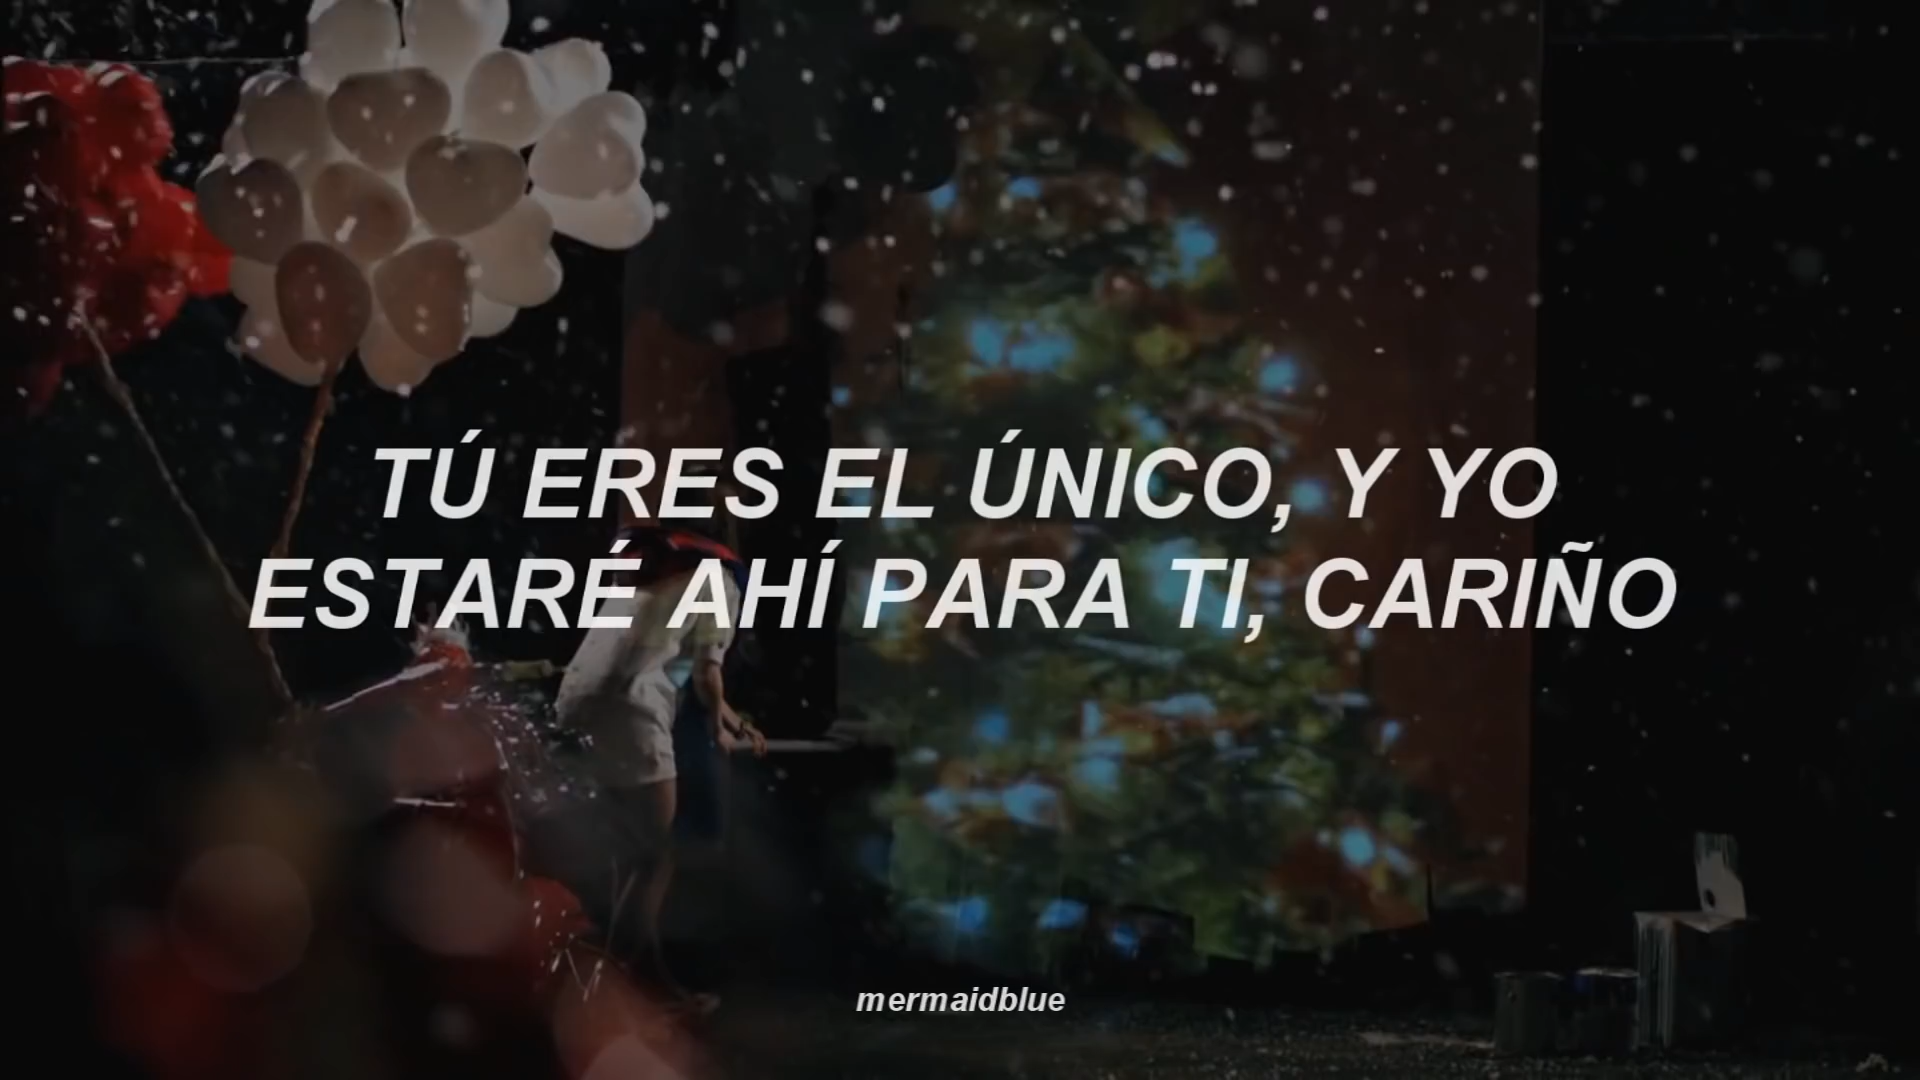 TÚ ERES EL ÚNICO, Y YO
ESTARÉ AHÍ PARA TI, CARIÑO
mermaidblue